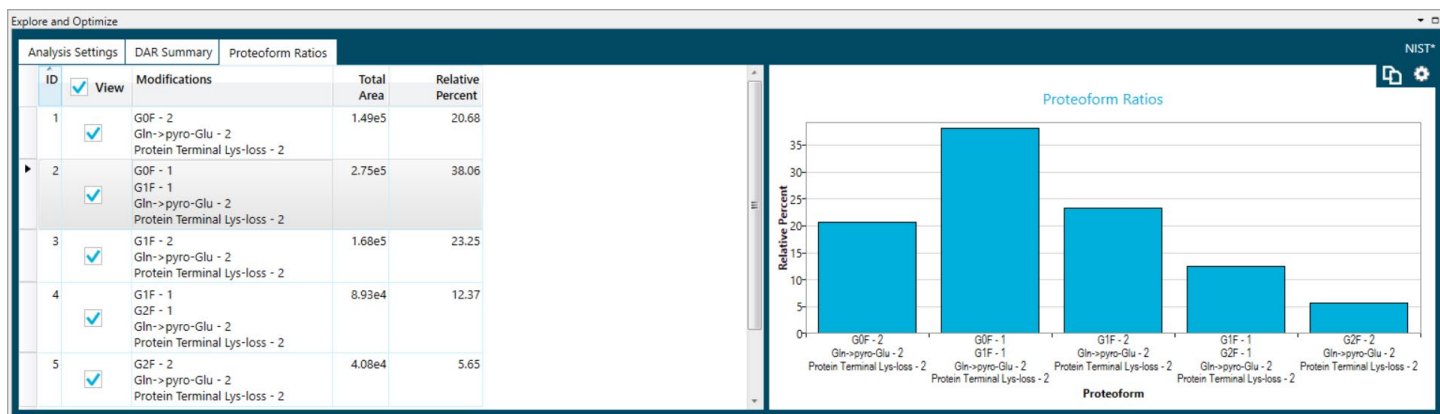 Explore and Optimize
Analysis Settings DAR Summary Proteoform Ratios
NIST*
ID View Modifications Total Area Relative Percent
1 G0F - 2 1.49e5 20.68
Gln->pyro-Glu - 2
Protein Terminal Lys-loss - 2
2 G0F - 1 2.75e5 38.06
G1F - 1
Gln->pyro-Glu - 2
Protein Terminal Lys-loss - 2
3 G1F - 2 1.68e5 23.25
Gln->pyro-Glu - 2
Protein Terminal Lys-loss - 2
4 G1F - 1 8.93e4 12.37
G2F - 1
Gln->pyro-Glu - 2
Protein Terminal Lys-loss - 2
5 G2F - 2 4.08e4 5.65
Gln->pyro-Glu - 2
Protein Terminal Lys-loss - 2
Proteoform Ratios
Relative Percent
35
30
25
20
15
10
5
0
G0F - 2
Gln->pyro-Glu - 2
Protein Terminal Lys-loss - 2
G0F - 1
G1F - 1
Gln->pyro-Glu - 2
Protein Terminal Lys-loss - 2
G1F - 2
Gln->pyro-Glu - 2
Protein Terminal Lys-loss - 2
G1F - 1
G2F - 1
Gln->pyro-Glu - 2
Protein Terminal Lys-loss - 2
G2F - 2
Gln->pyro-Glu - 2
Protein Terminal Lys-loss - 2
Proteoform